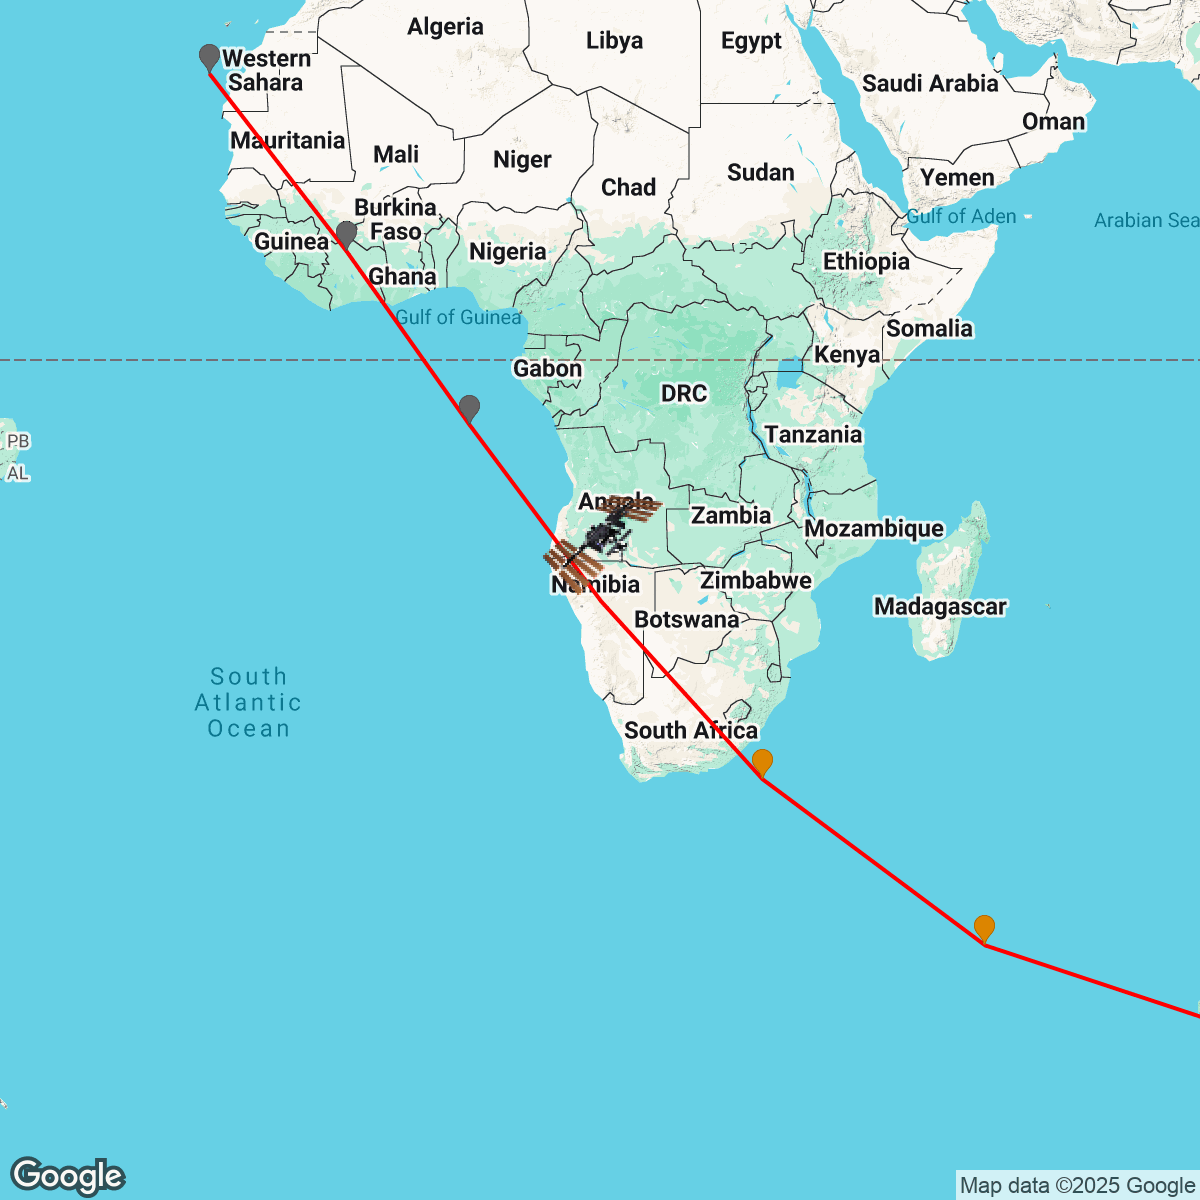 Algeria
Libya
Egypt
Western
Sahara
Saudi Arabia
Oman
Mauritania
Mali
Niger
Chad
Sudan
Yemen
Burkina
Faso
Gulf of Aden
Arabian Sea
Guinea
Nigeria
Ghana
Ethiopia
Gulf of Guinea
Somalia
Kenya
Gabon
DRC
PB
Tanzania
AL
Angola
Zambia
Mozambique
Namibia
Zimbabwe
Botswana
Madagascar
South
Atlantic
Ocean
South Africa
Google
Map data ©2025 Google